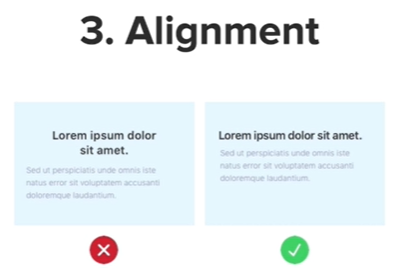 3. Alignment
Lorem ipsum dolor
sit amet.
Sed ut perspiciatis unde omnis iste
natus error sit voluptatem accusanti
doloremque laudantium.
Lorem ipsum dolor sit amet.
Sed ut perspiciatis unde omnis iste
natus error sit voluptatem accusanti
doloremque laudantium.